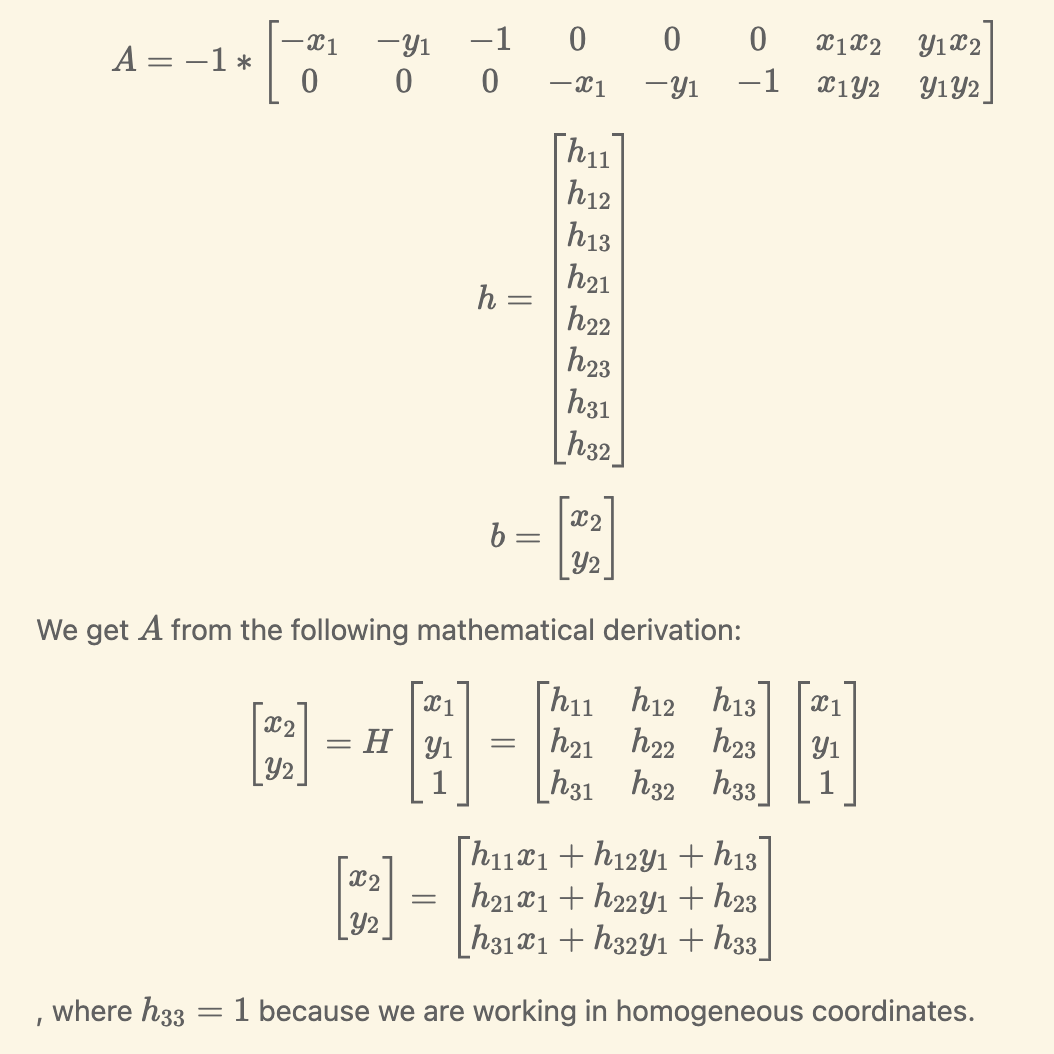 $A = -1 * \begin{bmatrix} -x_1 & -y_1 & -1 & 0 & 0 & 0 & x_1x_2 & y_1x_2 \\ 0 & 0 & 0 & -x_1 & -y_1 & -1 & x_1y_2 & y_1y_2 \end{bmatrix}$
$h = \begin{bmatrix} h_{11} \\ h_{12} \\ h_{13} \\ h_{21} \\ h_{22} \\ h_{23} \\ h_{31} \\ h_{32} \end{bmatrix}$
$b = \begin{bmatrix} x_2 \\ y_2 \end{bmatrix}$
We get $A$ from the following mathematical derivation:
$\begin{bmatrix} x_2 \\ y_2 \end{bmatrix} = H \begin{bmatrix} x_1 \\ y_1 \\ 1 \end{bmatrix} = \begin{bmatrix} h_{11} & h_{12} & h_{13} \\ h_{21} & h_{22} & h_{23} \\ h_{31} & h_{32} & h_{33} \end{bmatrix} \begin{bmatrix} x_1 \\ y_1 \\ 1 \end{bmatrix}$
$\begin{bmatrix} x_2 \\ y_2 \end{bmatrix} = \begin{bmatrix} h_{11}x_1 + h_{12}y_1 + h_{13} \\ h_{21}x_1 + h_{22}y_1 + h_{23} \\ h_{31}x_1 + h_{32}y_1 + h_{33} \end{bmatrix}$
, where $h_{33} = 1$ because we are working in homogeneous coordinates.